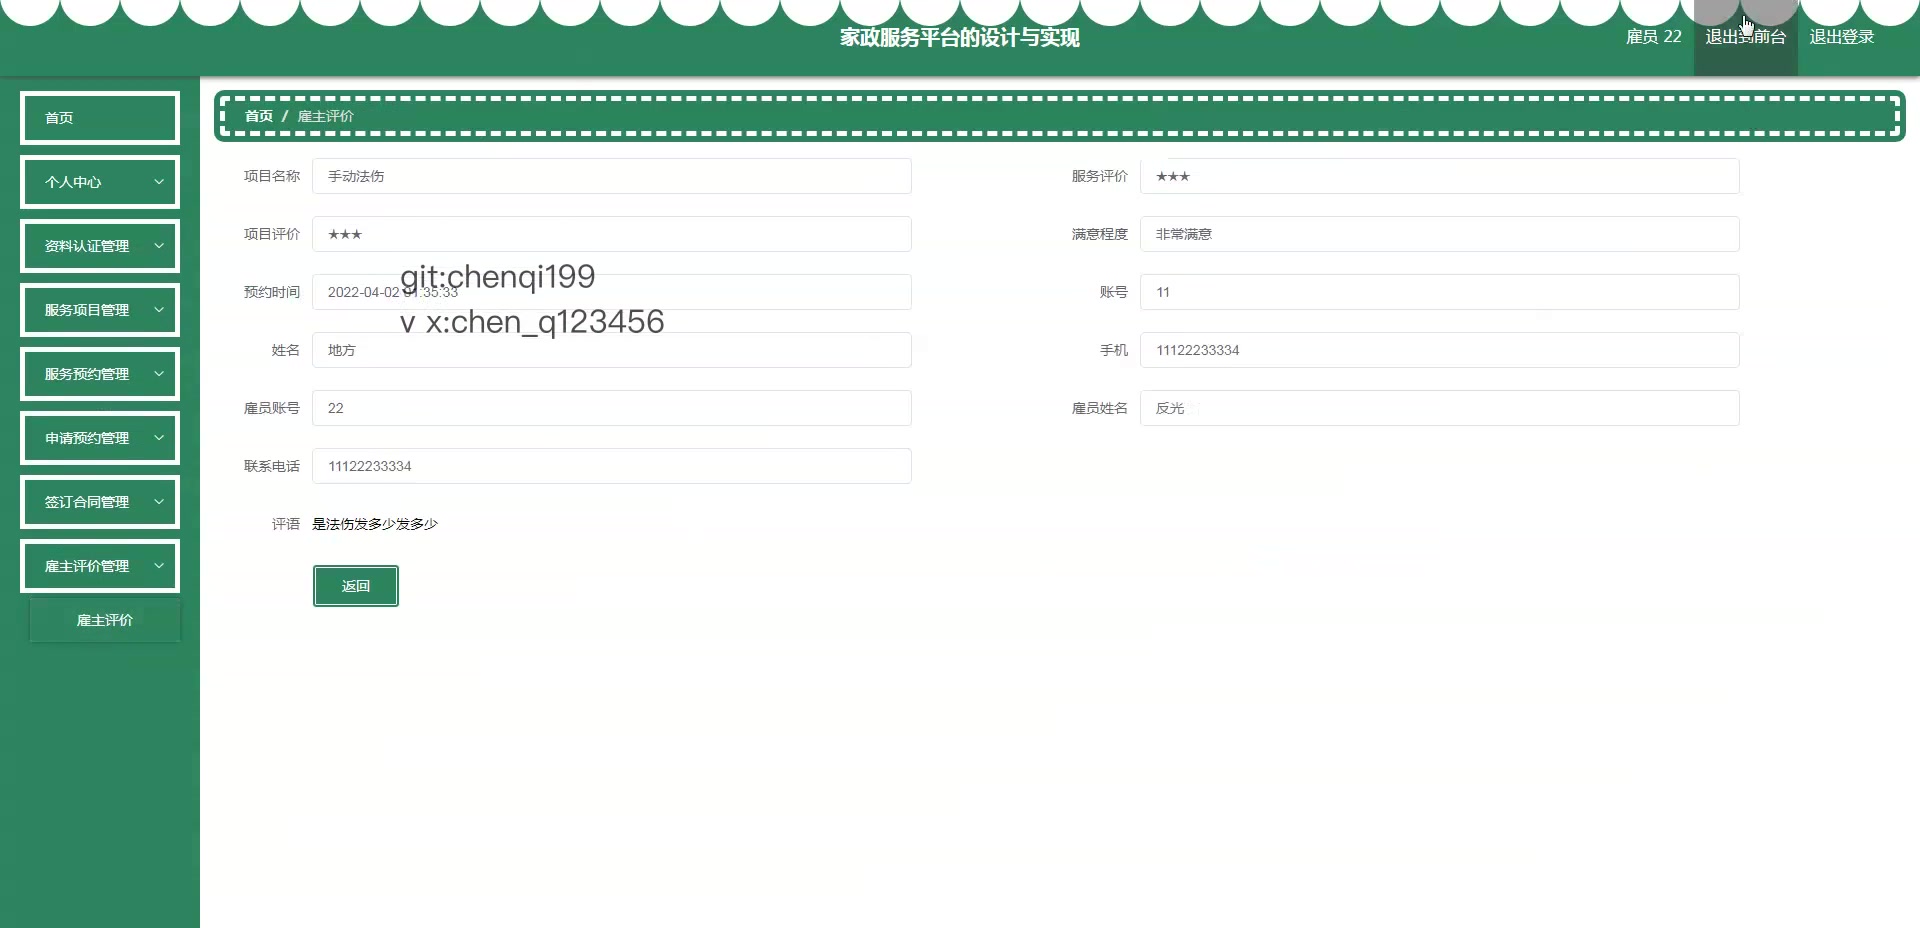 家政服务平台的设计与实现
雇员 22
退出到前台
退出登录
首页
个人中心
资料认证管理
服务项目管理
服务预约管理
申请预约管理
签订合同管理
雇主评价管理
雇主评价
首页 / 雇主评价
项目名称 手动法伤
服务评价 ★★★
项目评价 ★★★
满意程度 非常满意
git:chenqi199
预约时间 2022-04-02 01:35:33
账号 11
v x:chen_q123456
姓名 地方
手机 11122233334
雇员账号 22
雇员姓名 反光
联系电话 11122233334
评语 是法伤发多少发多少
返回